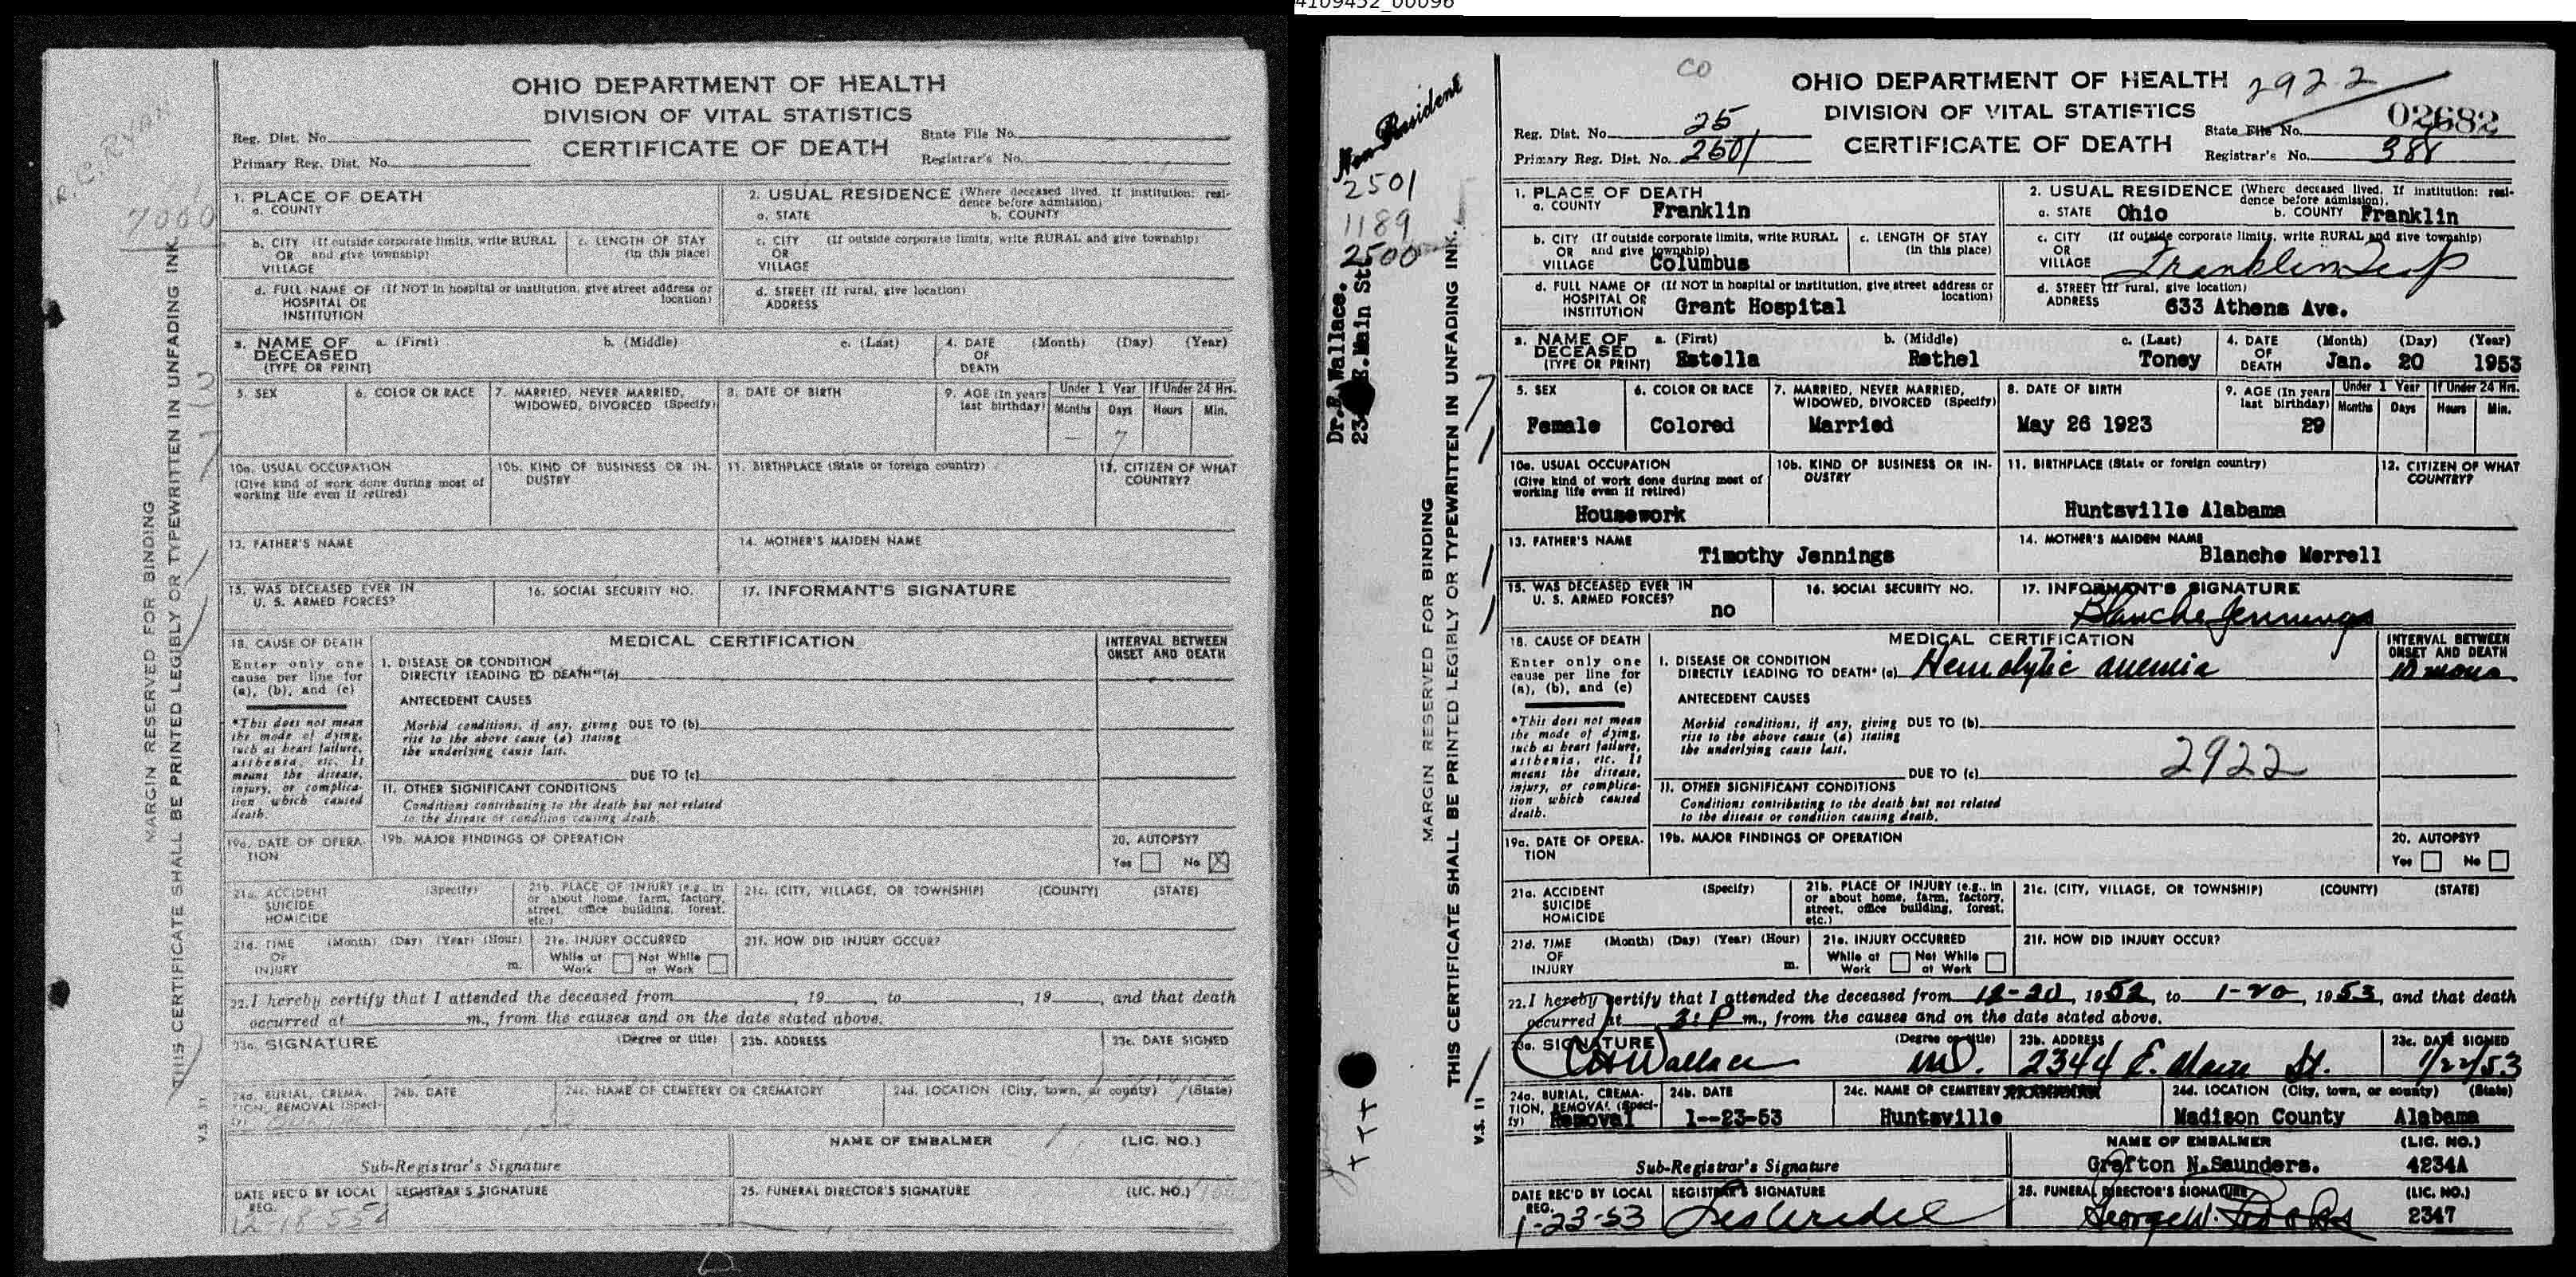 4109452_00096
R. C. RYAN
7000
OHIO DEPARTMENT OF HEALTH
DIVISION OF VITAL STATISTICS
CERTIFICATE OF DEATH
Reg. Dist. No.
Primary Reg. Dist. No.
State File No.
Registrar's No.
MARGIN RESERVED FOR BINDING
THIS CERTIFICATE SHALL BE PRINTED LEGIBLY OR TYPEWRITTEN IN UNFADING INK.
V.S. 11
1. PLACE OF DEATH
a. COUNTY
2. USUAL RESIDENCE (Where deceased lived. If institution: residence before admission)
a. STATE b. COUNTY
b. CITY (If outside corporate limits, write RURAL
OR and give township)
VILLAGE
c. LENGTH OF STAY
(in this place)
c. CITY (If outside corporate limits, write RURAL and give township)
OR
VILLAGE
d. FULL NAME OF (If NOT in hospital or institution, give street address or
HOSPITAL OR location)
INSTITUTION
d. STREET (If rural, give location)
ADDRESS
3. NAME OF a. (First) b. (Middle) c. (Last)
DECEASED
(TYPE OR PRINT)
4. DATE (Month) (Day) (Year)
OF
DEATH
5. SEX
6. COLOR OR RACE
7. MARRIED, NEVER MARRIED,
WIDOWED, DIVORCED (Specify)
8. DATE OF BIRTH
9. AGE (In years
last birthday)
Under 1 Year If Under 24 Hrs.
Months Days Hours Min.
7
10a. USUAL OCCUPATION
(Give kind of work done during most of
working life even if retired)
10b. KIND OF BUSINESS OR IN-
DUSTRY
11. BIRTHPLACE (State or foreign country)
12. CITIZEN OF WHAT
COUNTRY?
13. FATHER'S NAME
14. MOTHER'S MAIDEN NAME
15. WAS DECEASED EVER IN
U. S. ARMED FORCES?
16. SOCIAL SECURITY NO.
17. INFORMANT'S SIGNATURE
18. CAUSE OF DEATH
Enter only one
cause per line for
(a), (b), and (c)
*This does not mean
the mode of dying,
such as heart failure,
asthenia, etc. It
means the disease,
injury, or complica-
tion which caused
death.
MEDICAL CERTIFICATION
INTERVAL BETWEEN
ONSET AND DEATH
I. DISEASE OR CONDITION
DIRECTLY LEADING TO DEATH* (a)
ANTECEDENT CAUSES
Morbid conditions, if any, giving DUE TO (b)
rise to the above cause (a) stating
the underlying cause last.
DUE TO (c)
II. OTHER SIGNIFICANT CONDITIONS
Conditions contributing to the death but not related
to the disease or condition causing death.
19a. DATE OF OPERA-
TION
19b. MAJOR FINDINGS OF OPERATION
20. AUTOPSY?
Yes No X
21a. ACCIDENT (Specify)
SUICIDE
HOMICIDE
21b. PLACE OF INJURY (e.g., in
or about home, farm, factory,
street, office building, forest,
etc.)
21c. (CITY, VILLAGE, OR TOWNSHIP) (COUNTY) (STATE)
21d. TIME (Month) (Day) (Year) (Hour)
OF
INJURY m.
21e. INJURY OCCURRED
While at Not While
Work at Work
21f. HOW DID INJURY OCCUR?
22. I hereby certify that I attended the deceased from , 19 , to , 19 , and that death
occurred at m., from the causes and on the date stated above.
23a. SIGNATURE (Degree or title)
23b. ADDRESS
23c. DATE SIGNED
24a. BURIAL, CREMA-
TION, REMOVAL (Speci-
fy)
24b. DATE
24c. NAME OF CEMETERY OR CREMATORY
24d. LOCATION (City, town, or county) (State)
NAME OF EMBALMER (LIC. NO.)
Sub-Registrar's Signature
DATE REC'D BY LOCAL
REG.
12-18-55
REGISTRAR'S SIGNATURE
25. FUNERAL DIRECTOR'S SIGNATURE (LIC. NO.)
Non Resident
2501
1189
2500
Dr. Wallace.
E.Main St
CO
OHIO DEPARTMENT OF HEALTH 2922
DIVISION OF VITAL STATISTICS
CERTIFICATE OF DEATH
Reg. Dist. No. 25
Primary Reg. Dist. No. 2501
State File No. 02682
Registrar's No. 388
MARGIN RESERVED FOR BINDING
THIS CERTIFICATE SHALL BE PRINTED LEGIBLY OR TYPEWRITTEN IN UNFADING INK.
V.S. 11
1. PLACE OF DEATH
a. COUNTY Franklin
2. USUAL RESIDENCE (Where deceased lived. If institution: residence before admission).
a. STATE Ohio b. COUNTY Franklin
b. CITY (If outside corporate limits, write RURAL
OR and give township)
VILLAGE Columbus
c. LENGTH OF STAY
(in this place)
c. CITY (If outside corporate limits, write RURAL and give township)
OR
VILLAGE Franklin Twp
d. FULL NAME OF (If NOT in hospital or institution, give street address or
HOSPITAL OR location)
INSTITUTION Grant Hospital
d. STREET (If rural, give location)
ADDRESS 633 Athens Ave.
3. NAME OF a. (First) b. (Middle) c. (Last)
DECEASED
(TYPE OR PRINT) Estella Rethel Toney
4. DATE (Month) (Day) (Year)
OF
DEATH Jan. 20 1953
5. SEX
Female
6. COLOR OR RACE
Colored
7. MARRIED, NEVER MARRIED,
WIDOWED, DIVORCED (Specify)
Married
8. DATE OF BIRTH
May 26 1923
9. AGE (In years
last birthday)
29
Under 1 Year If Under 24 Hrs.
Months Days Hours Min.
10a. USUAL OCCUPATION
(Give kind of work done during most of
working life even if retired)
Housework
10b. KIND OF BUSINESS OR IN-
DUSTRY
11. BIRTHPLACE (State or foreign country)
Huntsville Alabama
12. CITIZEN OF WHAT
COUNTRY?
13. FATHER'S NAME
Timothy Jennings
14. MOTHER'S MAIDEN NAME
Blanche Merrell
15. WAS DECEASED EVER IN
U. S. ARMED FORCES?
no
16. SOCIAL SECURITY NO.
17. INFORMANT'S SIGNATURE
Blanche Jennings
18. CAUSE OF DEATH
Enter only one
cause per line for
(a), (b), and (c)
*This does not mean
the mode of dying,
such as heart failure,
asthenia, etc. It
means the disease,
injury, or complica-
tion which caused
death.
MEDICAL CERTIFICATION
INTERVAL BETWEEN
ONSET AND DEATH
I. DISEASE OR CONDITION
DIRECTLY LEADING TO DEATH* (a) Hemolytic anemia 10 mons
ANTECEDENT CAUSES
Morbid conditions, if any, giving DUE TO (b)
rise to the above cause (a) stating
the underlying cause last.
DUE TO (c) 2922
II. OTHER SIGNIFICANT CONDITIONS
Conditions contributing to the death but not related
to the disease or condition causing death.
19a. DATE OF OPERA-
TION
19b. MAJOR FINDINGS OF OPERATION
20. AUTOPSY?
Yes No
21a. ACCIDENT (Specify)
SUICIDE
HOMICIDE
21b. PLACE OF INJURY (e.g., in
or about home, farm, factory,
street, office building, forest,
etc.)
21c. (CITY, VILLAGE, OR TOWNSHIP) (COUNTY) (STATE)
21d. TIME (Month) (Day) (Year) (Hour)
OF
INJURY m.
21e. INJURY OCCURRED
While at Not While
Work at Work
21f. HOW DID INJURY OCCUR?
22. I hereby certify that I attended the deceased from 12-20, 1952, to 1-20, 1953, and that death
occurred at 3:P m., from the causes and on the date stated above.
23a. SIGNATURE (Degree or title)
Wallace MD.
23b. ADDRESS
2344 E. Main St.
23c. DATE SIGNED
1/22/53
24a. BURIAL, CREMA-
TION, REMOVAL (Speci-
fy) Removal
24b. DATE
1--23-53
24c. NAME OF CEMETERY
Huntsville
24d. LOCATION (City, town, or county) (State)
Madison County Alabama
NAME OF EMBALMER (LIC. NO.)
Grafton N.Saunders. 4234A
Sub-Registrar's Signature
DATE REC'D BY LOCAL
REG.
1-23-53
REGISTRAR'S SIGNATURE
25. FUNERAL DIRECTOR'S SIGNATURE (LIC. NO.)
George W. 2347